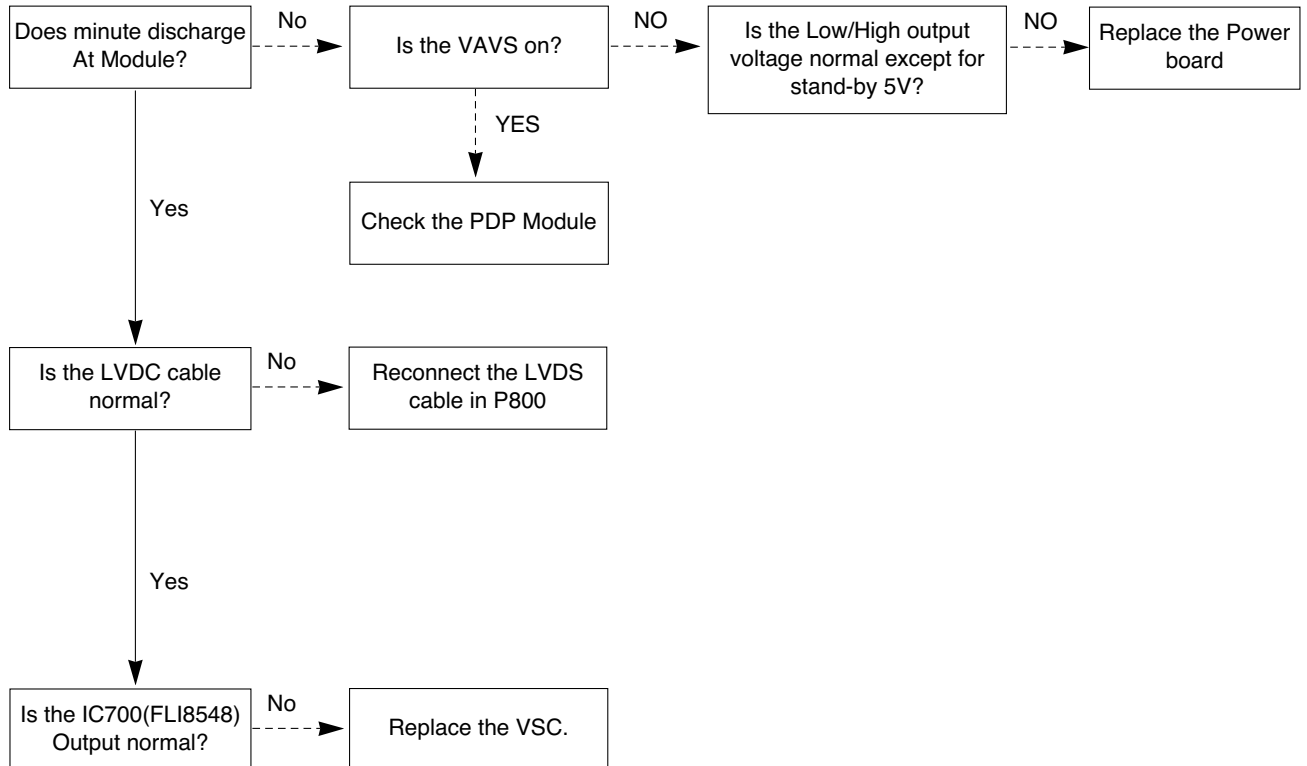 Does minute discharge
At Module?
No
Is the VAVS on?
NO
Is the Low/High output
voltage normal except for
stand-by 5V?
NO
Replace the Power
board
YES
Check the PDP Module
Yes
Is the LVDC cable
normal?
No
Reconnect the LVDS
cable in P800
Yes
Is the IC700(FLI8548)
Output normal?
No
Replace the VSC.